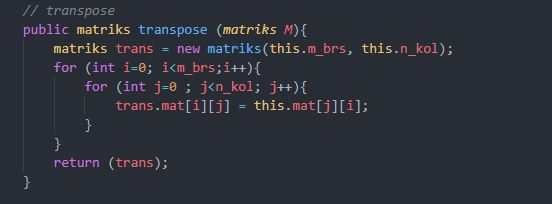 // transpose
public matriks transpose (matriks M){
    matriks trans = new matriks(this.m_brs, this.n_kol);
    for (int i=0; i<m_brs;i++){
        for (int j=0 ; j<n_kol; j++){
            trans.mat[i][j] = this.mat[j][i];
        }
    }
    return (trans);
}